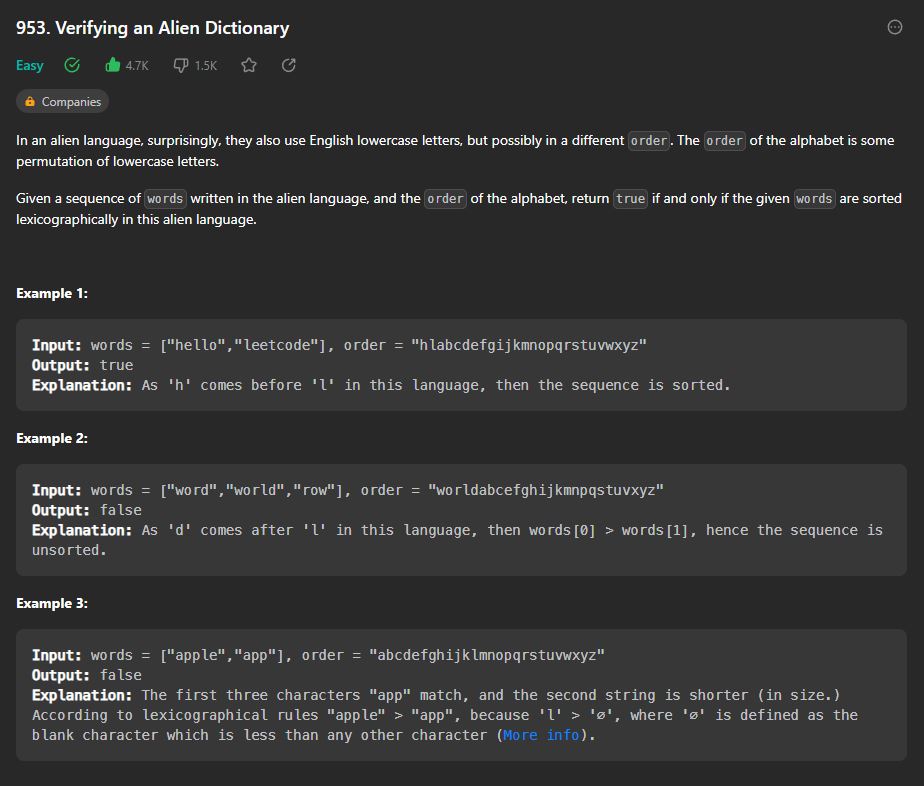 953. Verifying an Alien Dictionary
Easy 4.7K 1.5K
Companies
In an alien language, surprisingly, they also use English lowercase letters, but possibly in a different order. The order of the alphabet is some
permutation of lowercase letters.
Given a sequence of words written in the alien language, and the order of the alphabet, return true if and only if the given words are sorted
lexicographically in this alien language.
Example 1:
Input: words = ["hello","leetcode"], order = "hlabcdefgijkmnopqrstuvwxyz"
Output: true
Explanation: As 'h' comes before 'l' in this language, then the sequence is sorted.
Example 2:
Input: words = ["word","world","row"], order = "worldabcefghijkmnpqstuvxyz"
Output: false
Explanation: As 'd' comes after 'l' in this language, then words[0] > words[1], hence the sequence is
unsorted.
Example 3:
Input: words = ["apple","app"], order = "abcdefghijklmnopqrstuvwxyz"
Output: false
Explanation: The first three characters "app" match, and the second string is shorter (in size.)
According to lexicographical rules "apple" > "app", because 'l' > '∅', where '∅' is defined as the
blank character which is less than any other character (More info).